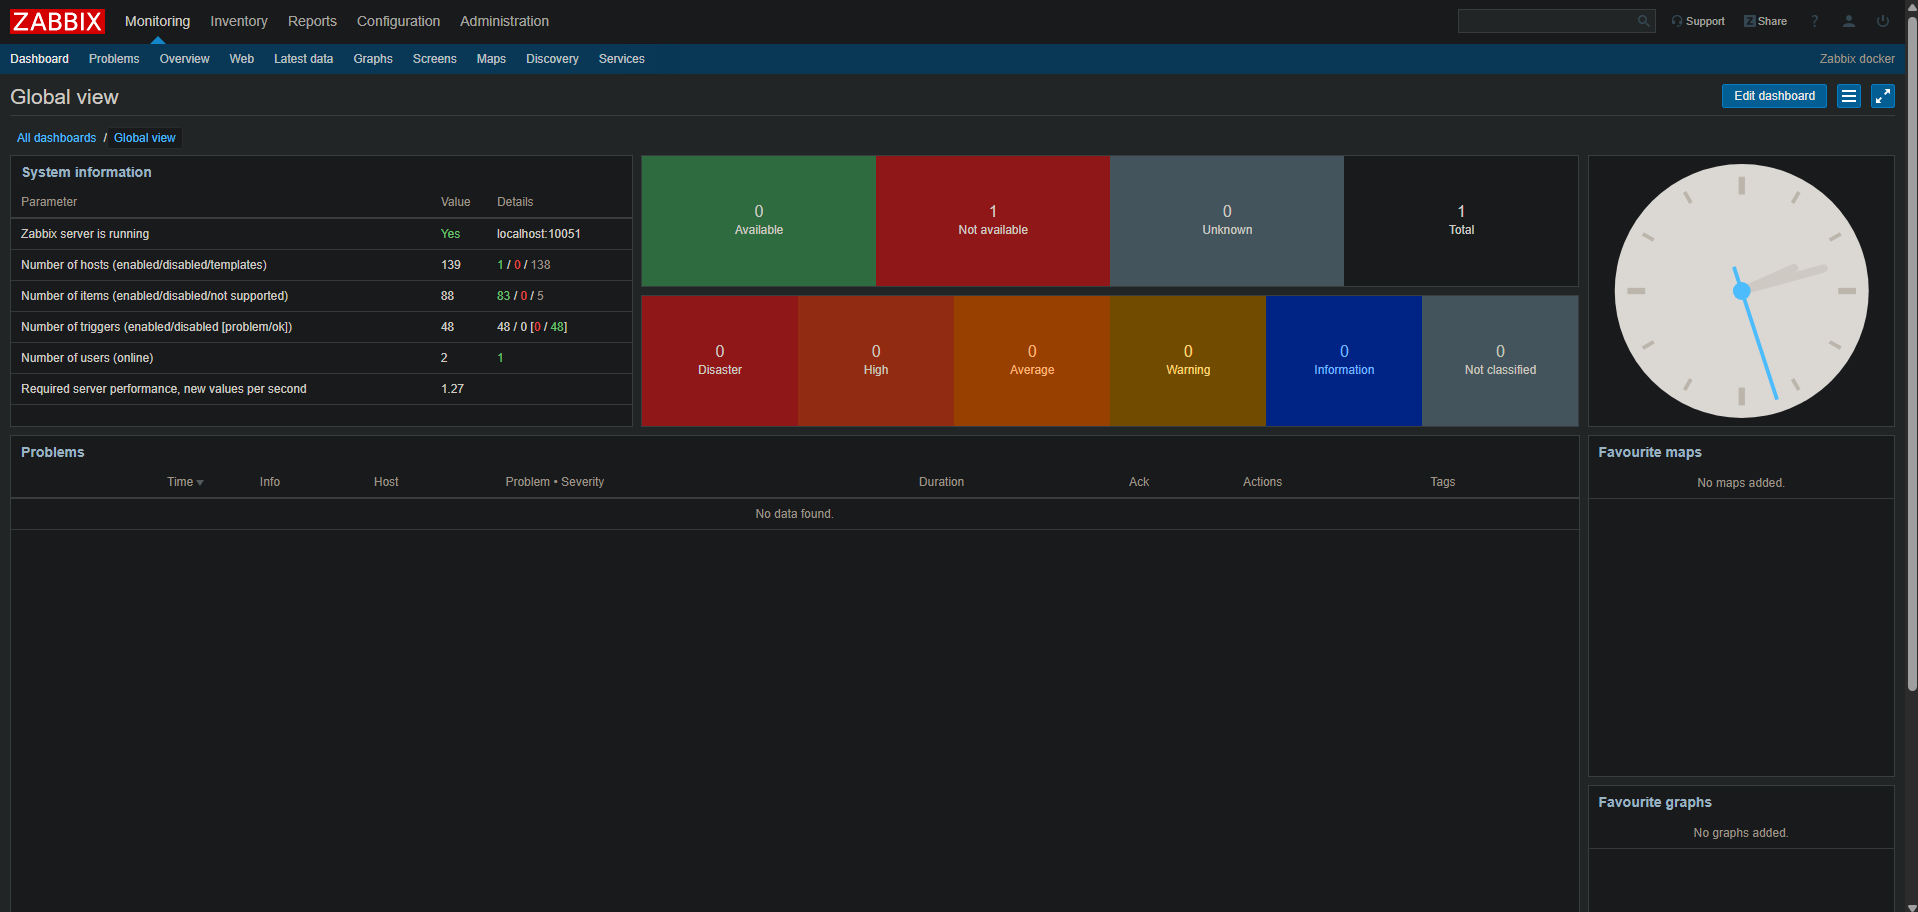 ZABBIX Monitoring Inventory Reports Configuration Administration Support Z Share ?
Dashboard Problems Overview Web Latest data Graphs Screens Maps Discovery Services Zabbix docker
Global view Edit dashboard
All dashboards / Global view
System information
Parameter Value Details
Zabbix server is running Yes localhost:10051
Number of hosts (enabled/disabled/templates) 139 1 / 0 / 138
Number of items (enabled/disabled/not supported) 88 83 / 0 / 5
Number of triggers (enabled/disabled [problem/ok]) 48 48 / 0 [0 / 48]
Number of users (online) 2 1
Required server performance, new values per second 1.27
0 1 0 1
Available Not available Unknown Total
0 0 0 0 0 0
Disaster High Average Warning Information Not classified
Problems
Time Info Host Problem • Severity Duration Ack Actions Tags
No data found.
Favourite maps
No maps added.
Favourite graphs
No graphs added.